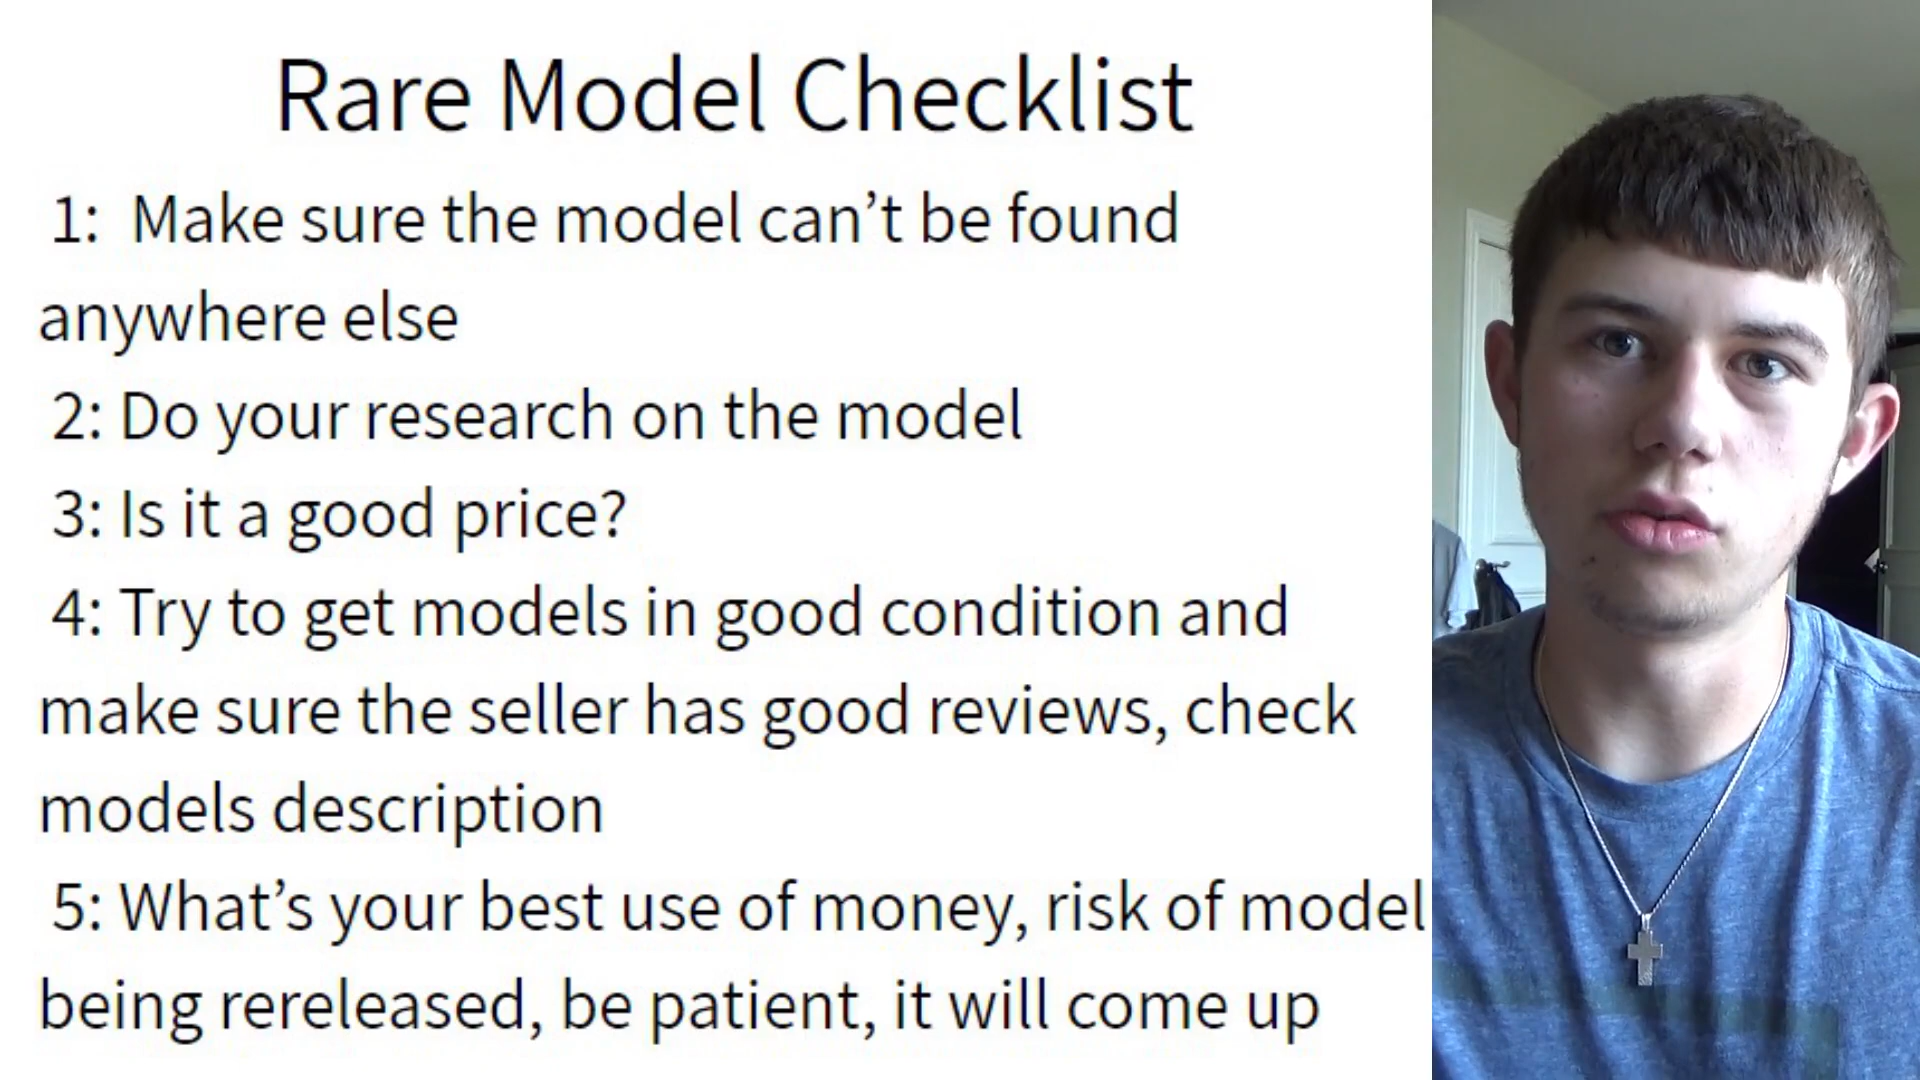 Rare Model Checklist
1: Make sure the model can’t be found
anywhere else
2: Do your research on the model
3: Is it a good price?
4: Try to get models in good condition and
make sure the seller has good reviews, check
models description
5: What’s your best use of money, risk of model
being rereleased, be patient, it will come up